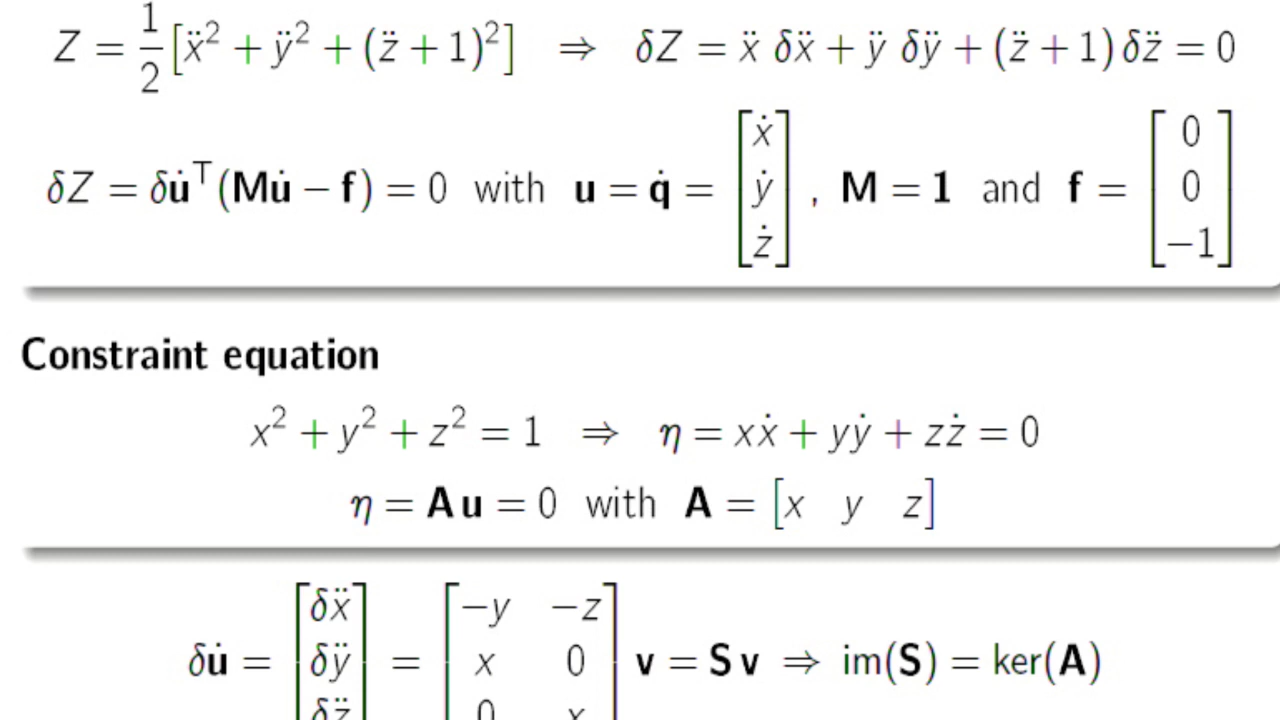 Z = 1/2 [ẍ² + ÿ² + (z̈ + 1)²] ⇒ δZ = ẍ δẍ + ÿ δÿ + (z̈ + 1) δz̈ = 0
δZ = δu̇ᵀ(Mu̇ − f) = 0 with u = q̇ = [ẋ ẏ ż], M = 1 and f = [0 0 −1]
Constraint equation
x² + y² + z² = 1 ⇒ η = xẋ + yẏ + zż = 0
η = A u = 0 with A = [x y z]
δu̇ = [δẍ δÿ δz̈] = [−y −z; x 0; 0 x] v = S v ⇒ im(S) = ker(A)